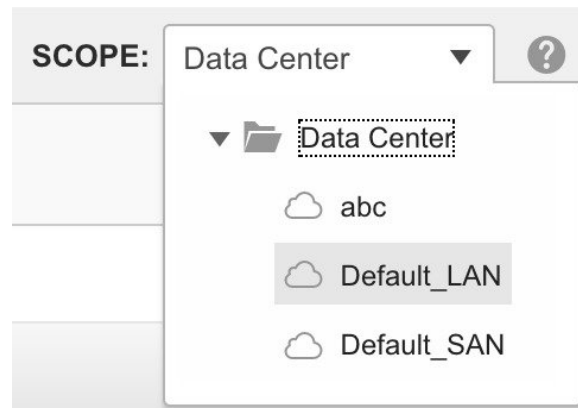 SCOPE: Data Center
Data Center
abc
Default_LAN
Default_SAN